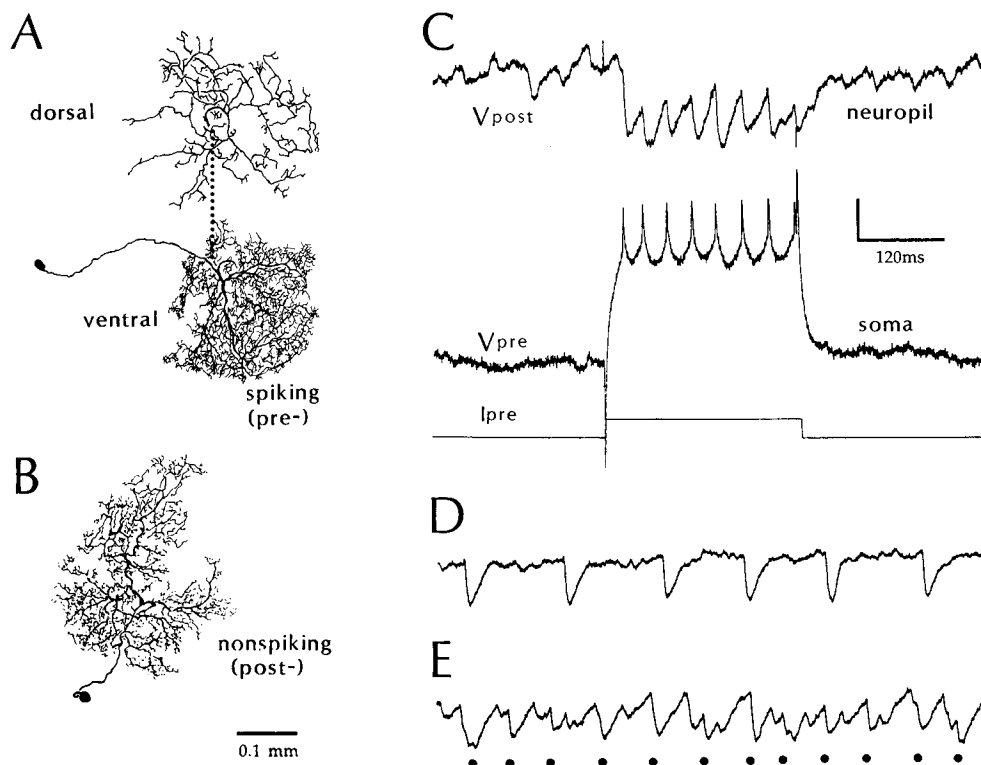 A
dorsal
ventral
spiking
(pre-)
B
nonspiking
(post-)
0.1 mm
C
Vpost
neuropil
120ms
Vpre
soma
Ipre
D
E